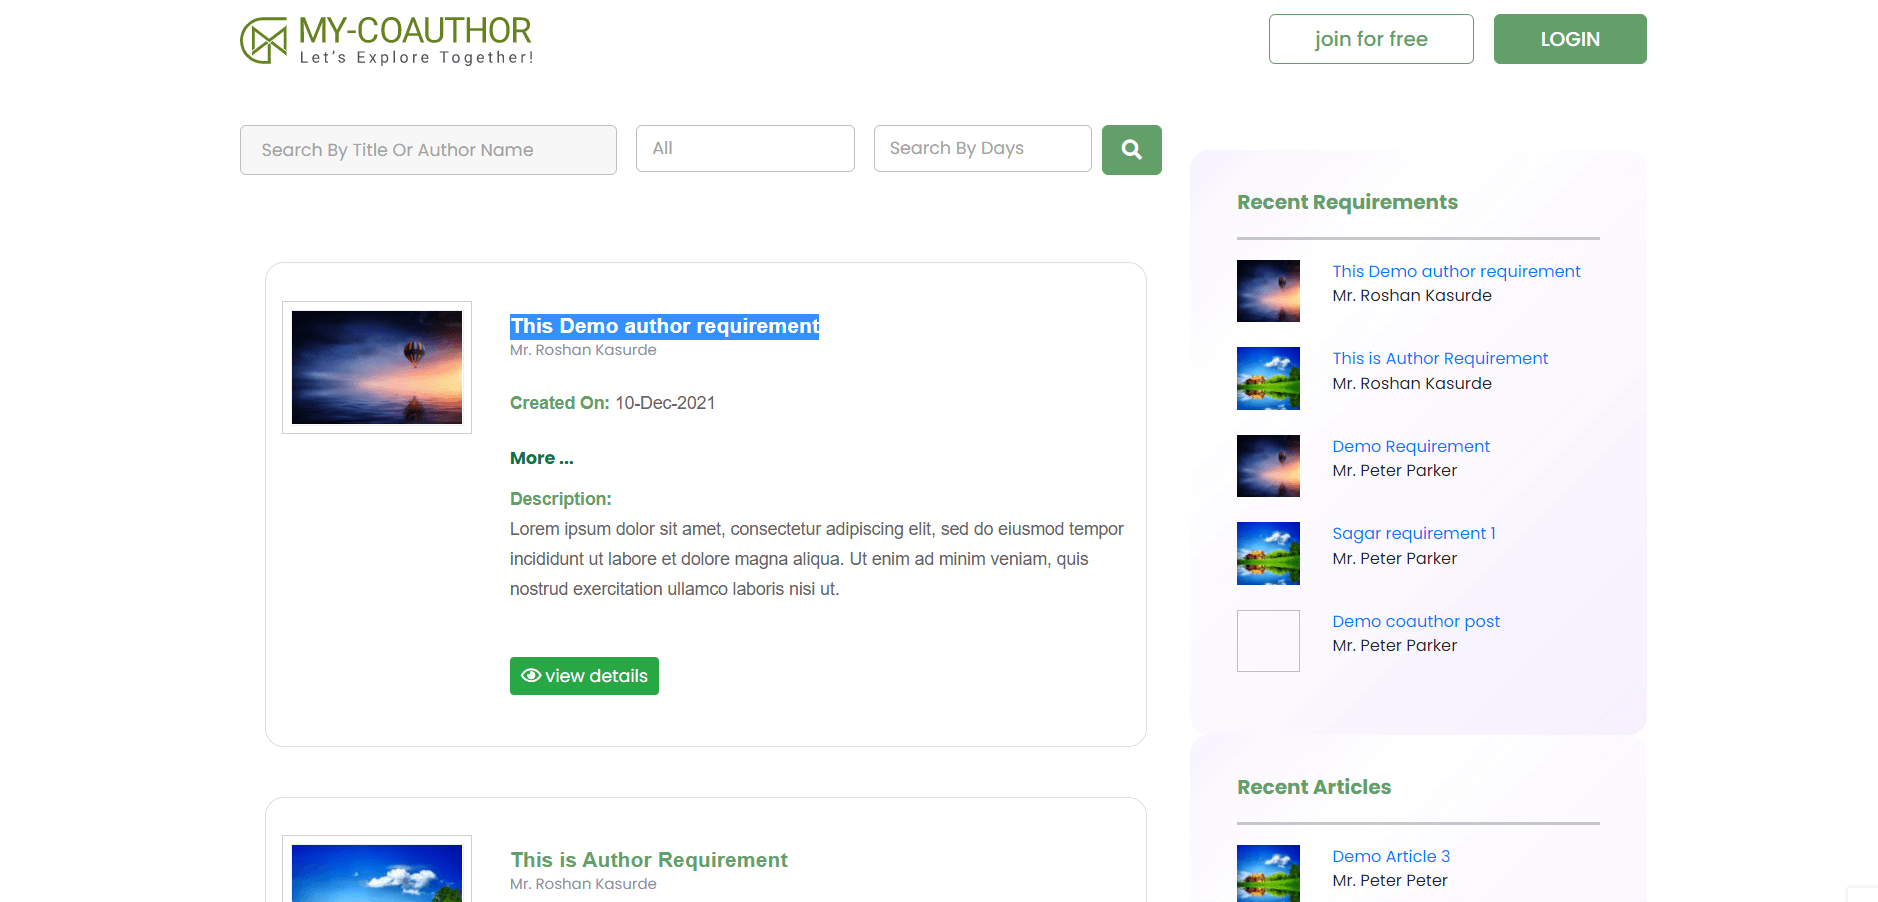 MY-COAUTHOR
Let's Explore Together!
join for free
LOGIN
Search By Title Or Author Name
All
Search By Days
This Demo author requirement
Mr. Roshan Kasurde
Created On: 10-Dec-2021
More ...
Description:
Lorem ipsum dolor sit amet, consectetur adipiscing elit, sed do eiusmod tempor
incididunt ut labore et dolore magna aliqua. Ut enim ad minim veniam, quis
nostrud exercitation ullamco laboris nisi ut.
view details
This is Author Requirement
Mr. Roshan Kasurde
Recent Requirements
This Demo author requirement
Mr. Roshan Kasurde
This is Author Requirement
Mr. Roshan Kasurde
Demo Requirement
Mr. Peter Parker
Sagar requirement 1
Mr. Peter Parker
Demo coauthor post
Mr. Peter Parker
Recent Articles
Demo Article 3
Mr. Peter Peter